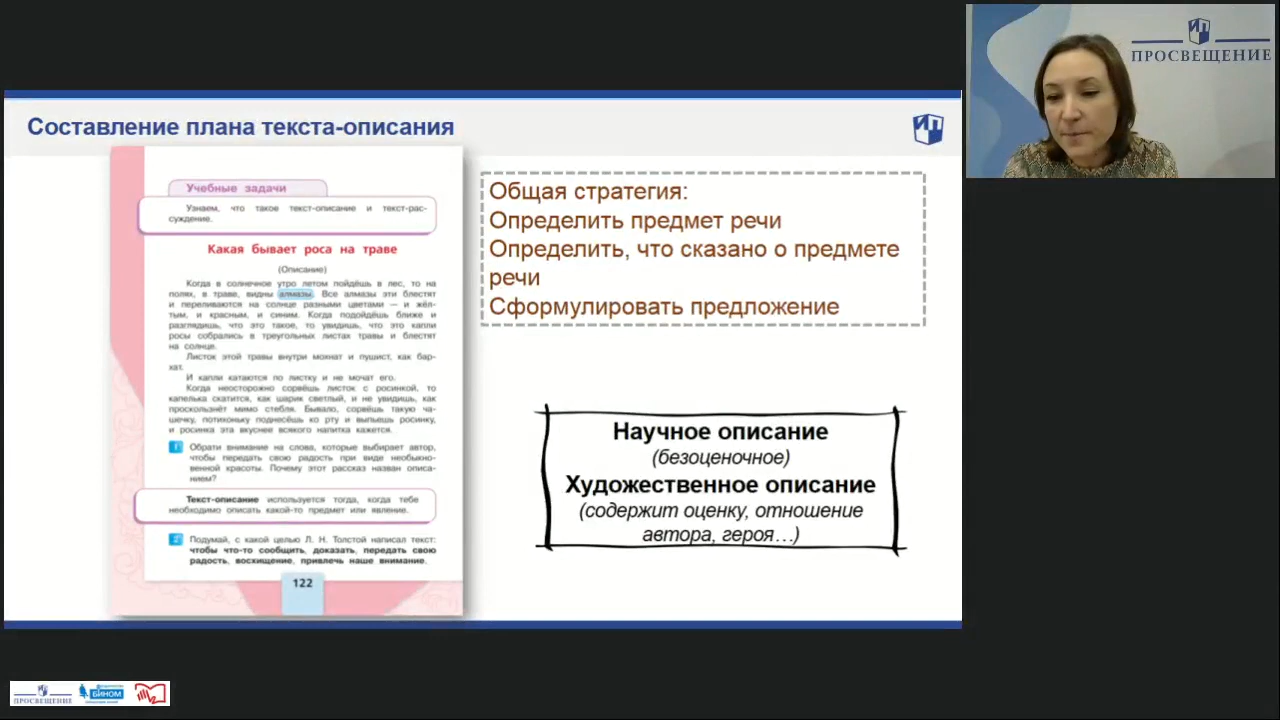 ПРОСВЕЩЕНИЕ
Составление плана текста-описания
Учебные задачи
Узнаем, что такое текст-описание и текст-рас-
суждение.
Какая бывает роса на траве
(Описание)
Когда в солнечное утро летом пойдёшь в лес, то на
полях, в траве, видны алмазы. Все алмазы эти блестят
и переливаются на солнце разными цветами — и жёл-
тым, и красным, и синим. Когда подойдёшь ближе и
разглядишь, что это такое, то увидишь, что это капли
росы собрались в треугольных листах травы и блестят
на солнце.
Листок этой травы внутри мохнат и пушист, как бар-
хат.
И капли катаются по листку и не мочат его.
Когда неосторожно сорвёшь листок с росинкой, то
капелька скатится, как шарик светлый, и не увидишь, как
проскользнёт мимо стебля. Бывало, сорвёшь такую ча-
шечку, потихоньку поднесёшь ко рту и выпьешь росинку,
и росинка эта вкуснее всякого напитка кажется.
1 Обрати внимание на слова, которые выбирает автор,
чтобы передать свою радость при виде необыкно-
венной красоты. Почему этот рассказ назван описа-
нием?
Текст-описание используется тогда, когда тебе
необходимо описать какой-то предмет или явление.
2 Подумай, с какой целью Л. Н. Толстой написал текст:
чтобы что-то сообщить, доказать, передать свою
радость, восхищение, привлечь наше внимание.
122
Общая стратегия:
Определить предмет речи
Определить, что сказано о предмете
речи
Сформулировать предложение
Научное описание
(безоценочное)
Художественное описание
(содержит оценку, отношение
автора, героя…)
ПРОСВЕЩЕНИЕ
БИНОМ